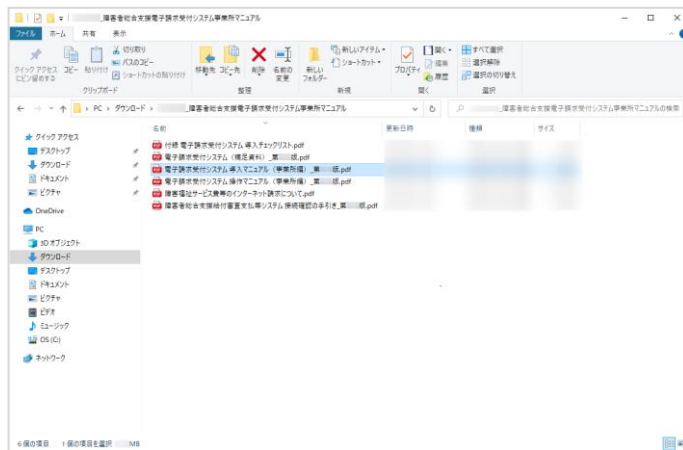 _障害者総合支援電子請求受付システム事業所マニュアル
ファイル ホーム 共有 表示
クイック アクセスにピン留めする
コピー
貼り付け
切り取り
パスのコピー
ショートカットの貼り付け
クリップボード
移動先
コピー先
削除
名前の変更
整理
新しいフォルダー
新しいアイテム
ショートカット
新規
プロパティ
開く
編集
履歴
開く
すべて選択
選択解除
選択の切り替え
選択
PC > ダウンロード > _障害者総合支援電子請求受付システム事業所マニュアル
_障害者総合支援電子請求受付システム事業所マニュアルの検索
名前 更新日時 種類 サイズ
クイック アクセス
デスクトップ
ダウンロード
ドキュメント
ピクチャ
OneDrive
PC
3D オブジェクト
ダウンロード
デスクトップ
ドキュメント
ピクチャ
ビデオ
ミュージック
OS (C:)
ネットワーク
付録 電子請求受付システム 導入チェックリスト.pdf
電子請求受付システム（補足資料）_第 版.pdf
電子請求受付システム 導入マニュアル（事業所編）_第 版.pdf
電子請求受付システム 操作マニュアル（事業所編）_第 版.pdf
障害福祉サービス費等のインターネット請求について.pdf
障害者総合支援給付審査支払等システム 接続確認の手引き_第 版.pdf
6 個の項目 1 個の項目を選択 MB